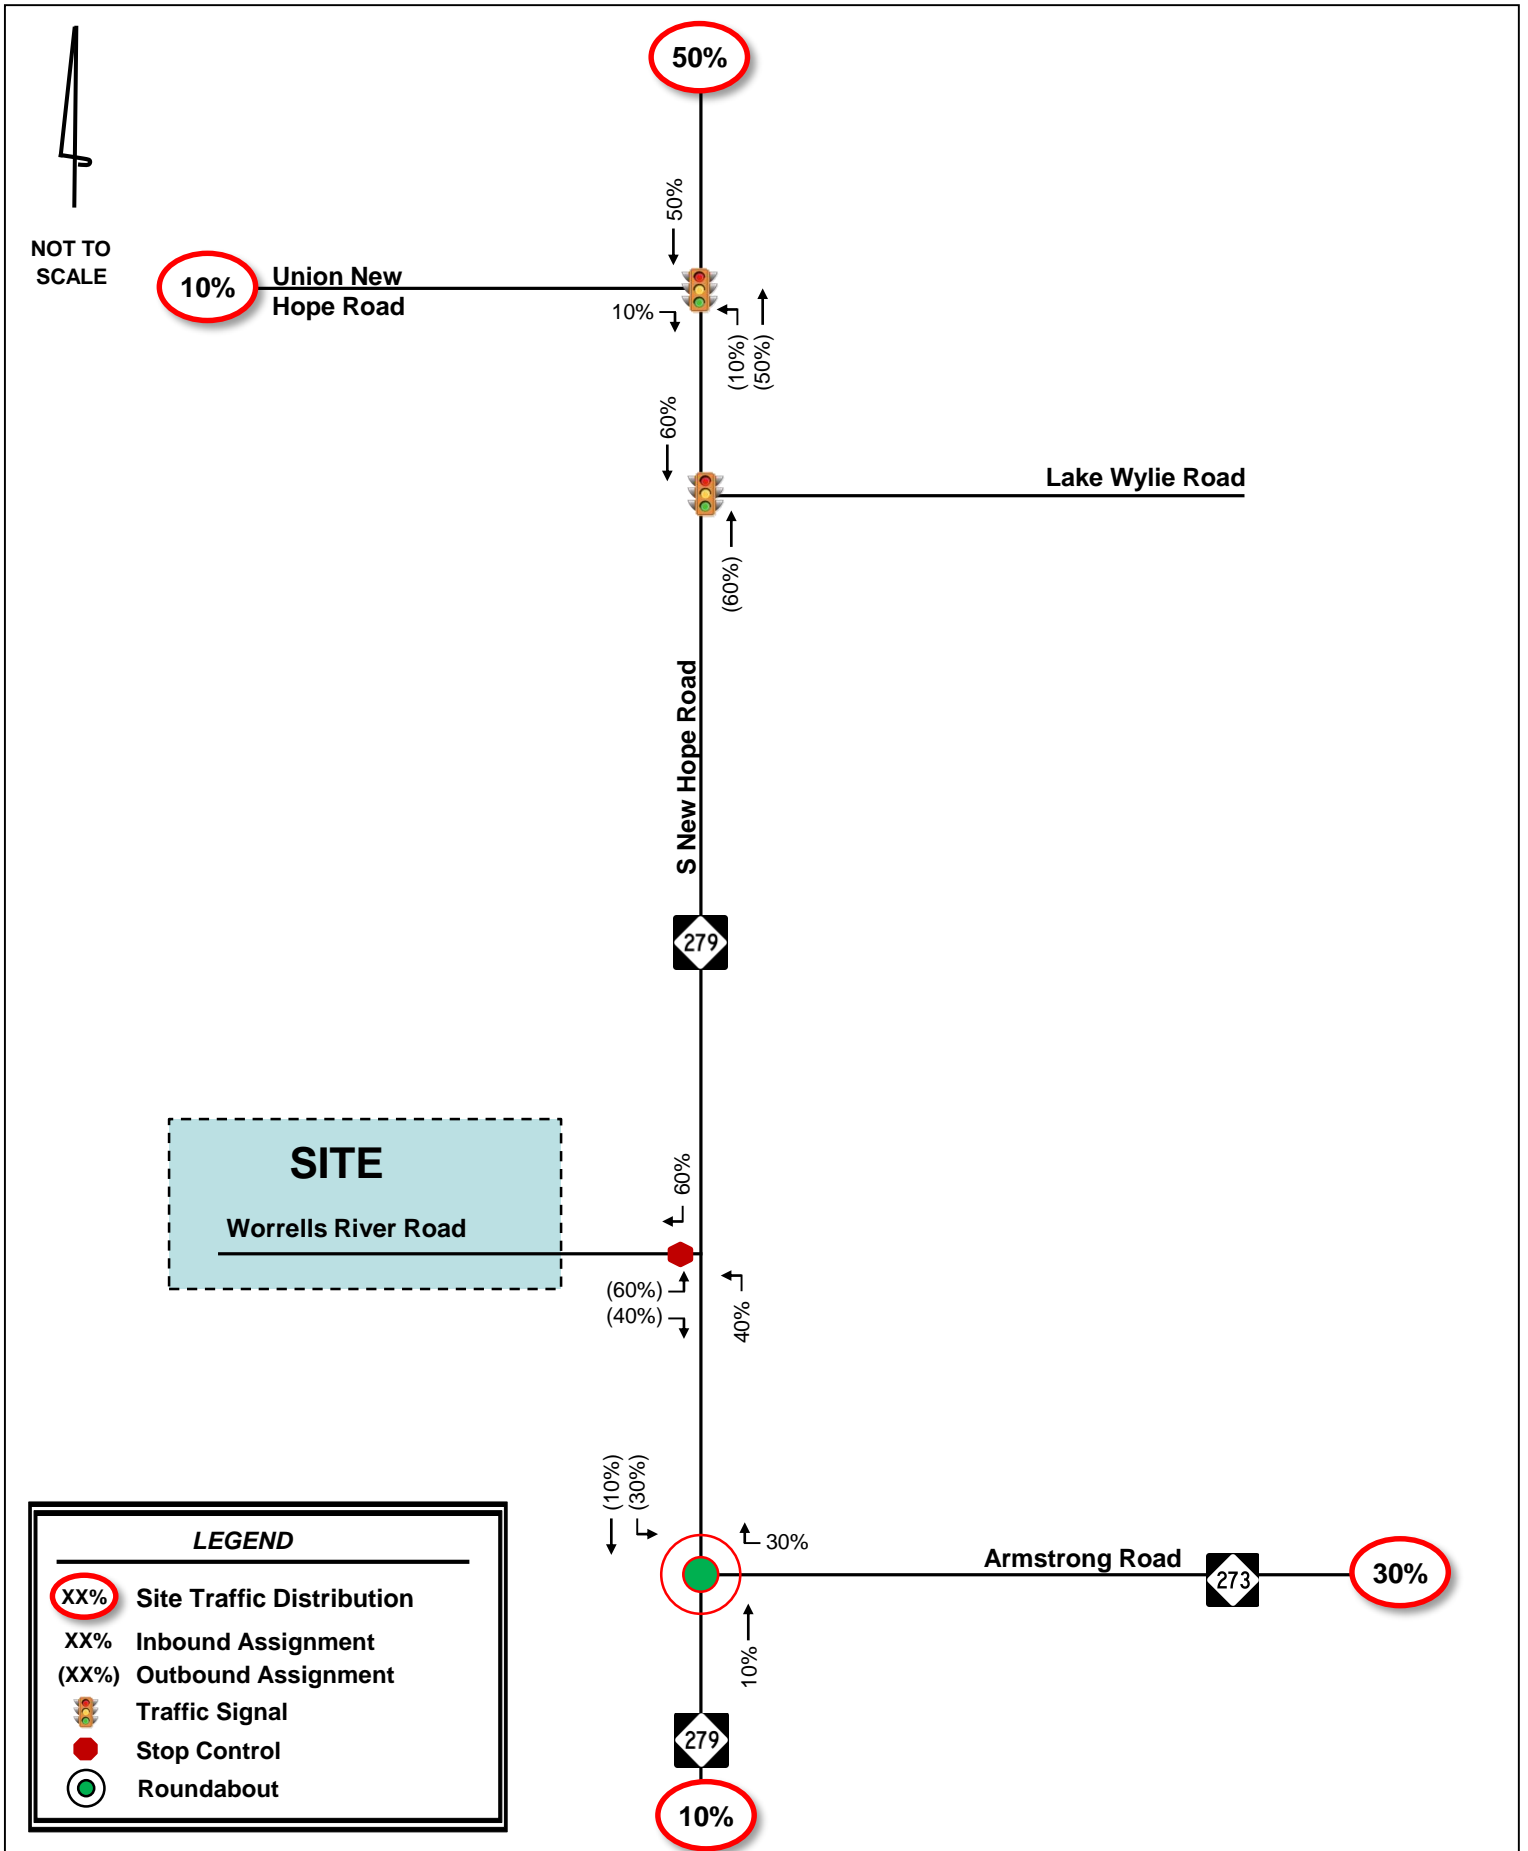 50%
50%
NOT TO
SCALE
10%
Union New
Hope Road
10%
(10%)
(50%)
60%
Lake Wylie Road
(60%)
S New Hope Road
279
SITE
60%
Worrells River Road
(60%)
(40%)
40%
(10%)
(30%)
30%
Armstrong Road
273
30%
10%
279
10%
LEGEND
XX% Site Traffic Distribution
XX% Inbound Assignment
(XX%) Outbound Assignment
Traffic Signal
Stop Control
Roundabout